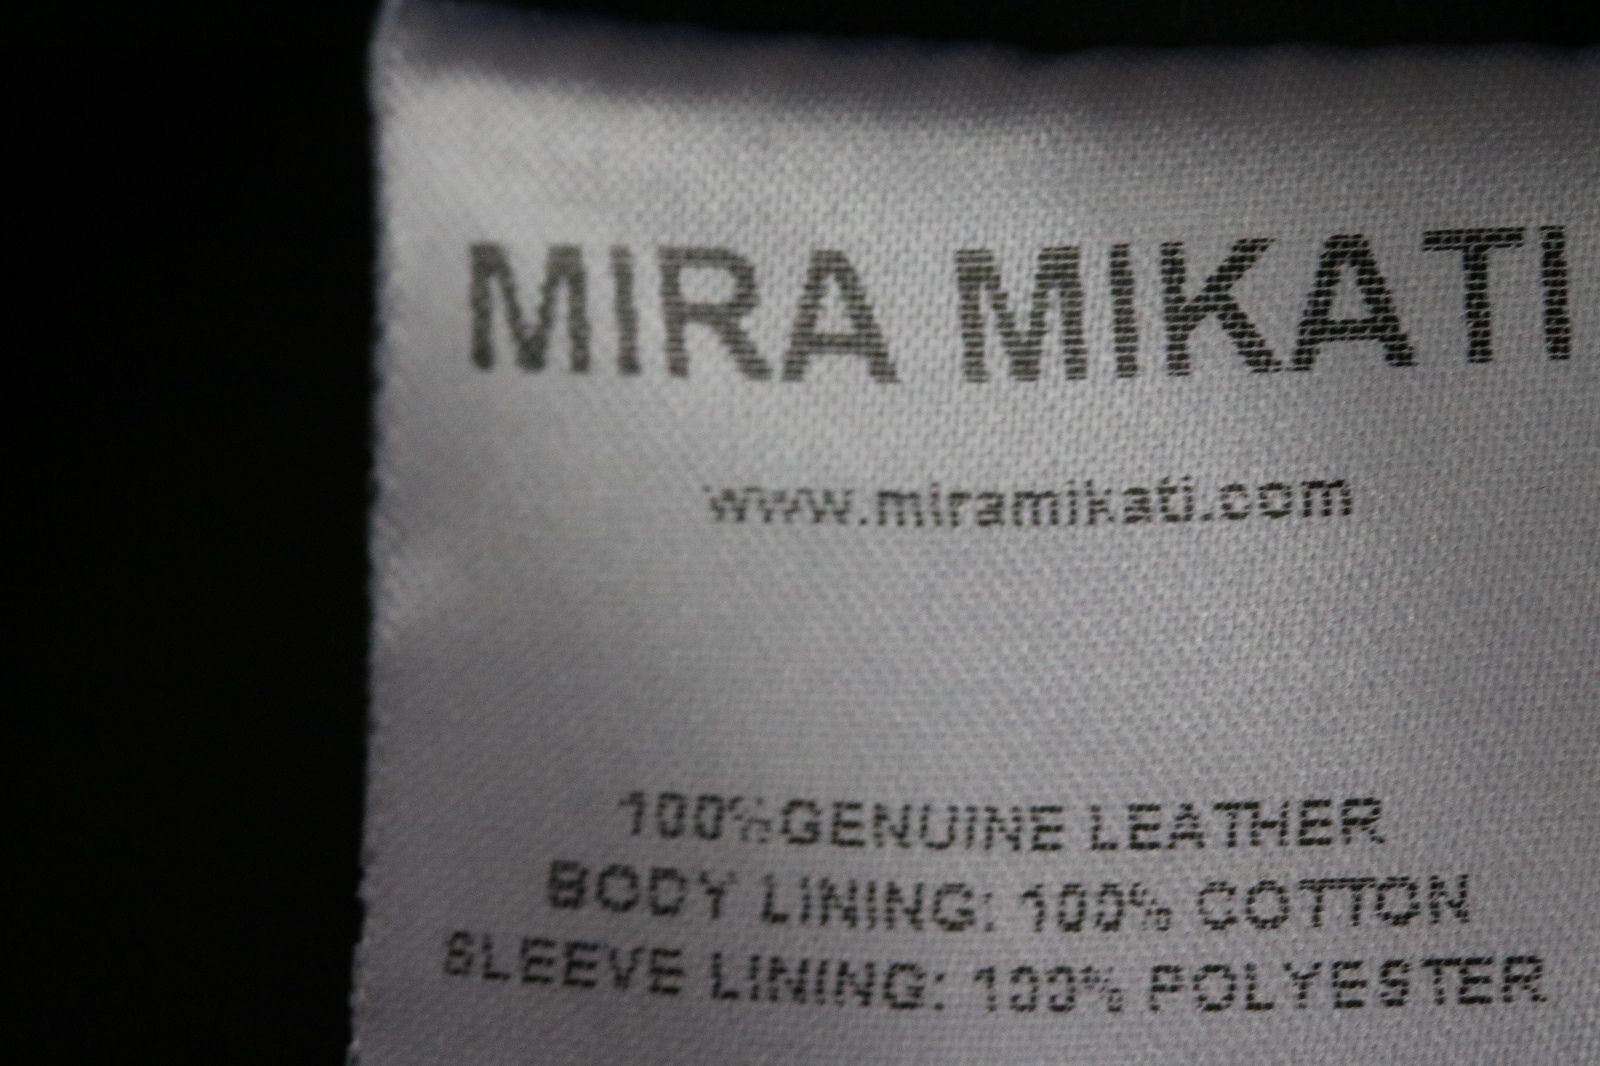 MIRA MIKATI
www.miramikati.com
100%GENUINE LEATHER
BODY LINING: 100% COTTON
SLEEVE LINING: 100% POLYESTER